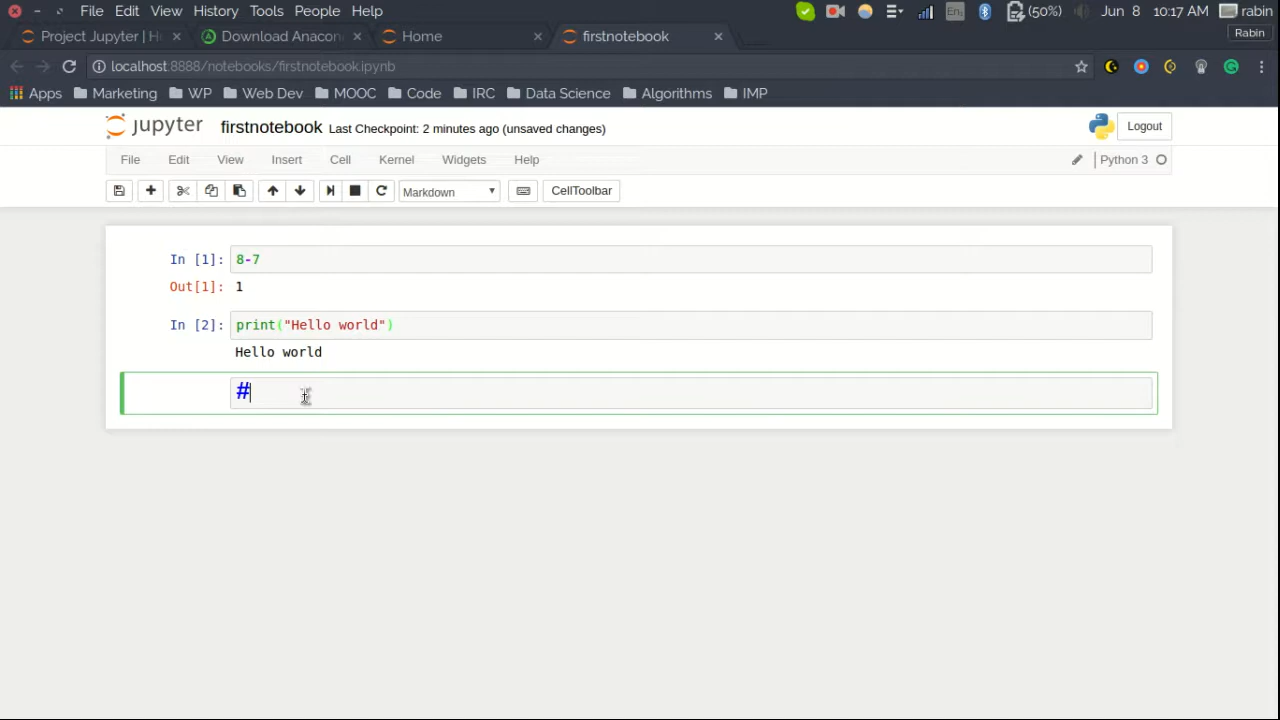 File Edit View History Tools People Help (50%) Jun 8 10:17 AM rabin
Project Jupyter | H Download Anacon Home firstnotebook Rabin
localhost:8888/notebooks/firstnotebook.ipynb
Apps Marketing WP Web Dev MOOC Code IRC Data Science Algorithms IMP
jupyter firstnotebook Last Checkpoint: 2 minutes ago (unsaved changes) Logout
File Edit View Insert Cell Kernel Widgets Help Python 3
Markdown CellToolbar
In [1]: 8-7
Out[1]: 1
In [2]: print("Hello world")
Hello world
#